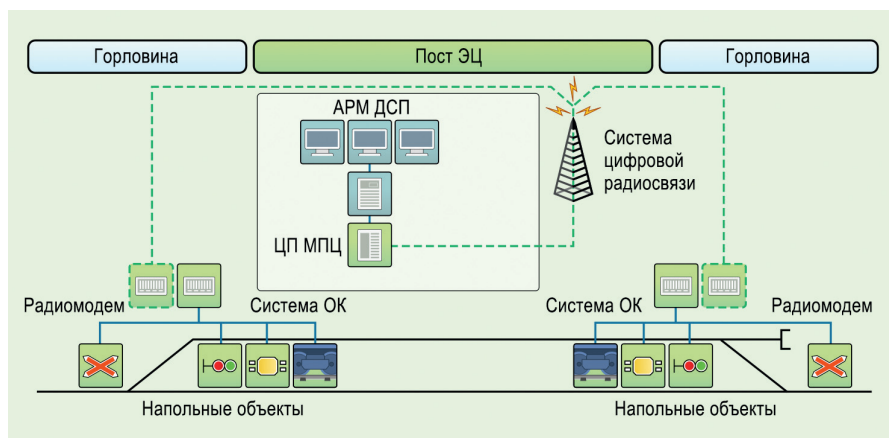 Горловина
Пост ЭЦ
Горловина
АРМ ДСП
Система
цифровой
радиосвязи
ЦП МПЦ
Радиомодем
Система ОК
Система ОК
Радиомодем
Напольные объекты
Напольные объекты